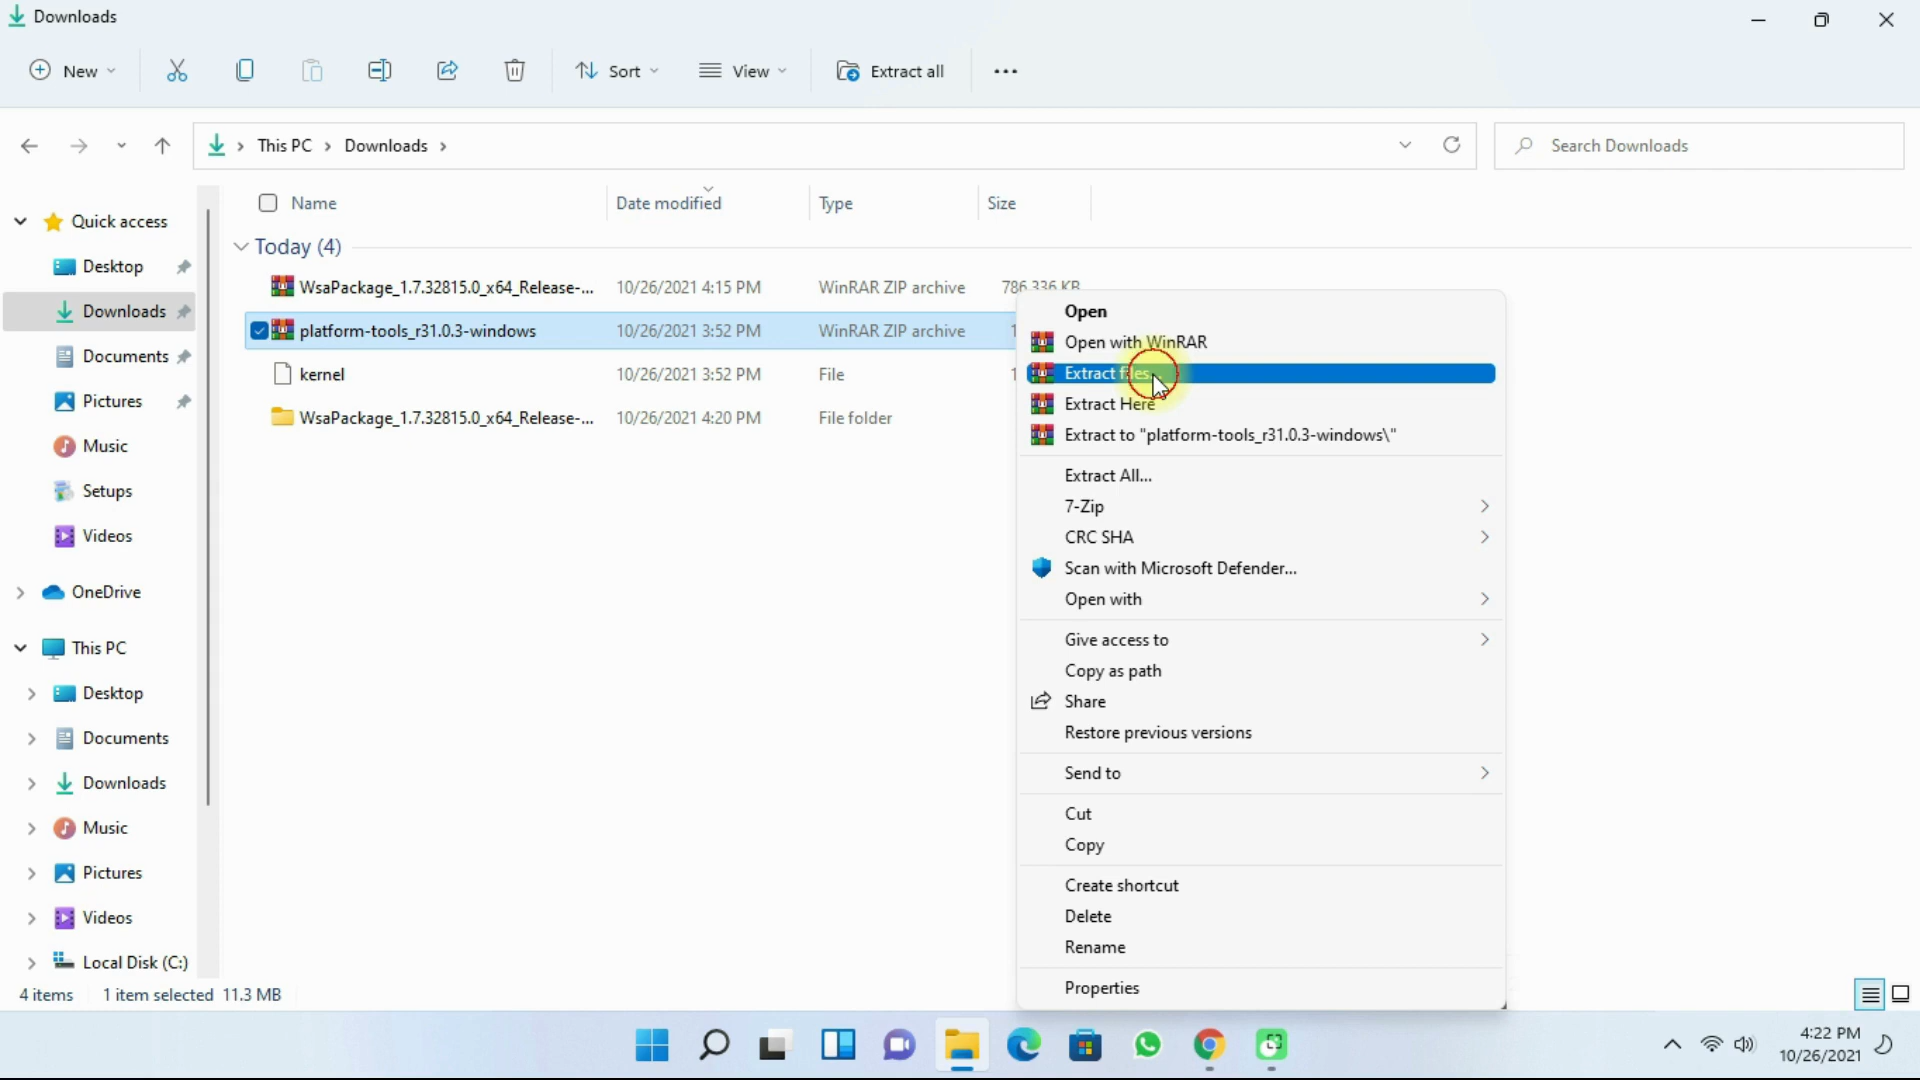 Downloads
New
Sort
View
Extract all
This PC
Downloads
Search Downloads
Name
Date modified
Type
Size
Quick access
Desktop
Downloads
Documents
Pictures
Music
Setups
Videos
OneDrive
This PC
Desktop
Documents
Downloads
Music
Pictures
Videos
Local Disk (C:)
Today (4)
WsaPackage_1.7.32815.0_x64_Release-... 10/26/2021 4:15 PM WinRAR ZIP archive 786,336 KB
platform-tools_r31.0.3-windows 10/26/2021 3:52 PM WinRAR ZIP archive
kernel 10/26/2021 3:52 PM File
WsaPackage_1.7.32815.0_x64_Release-... 10/26/2021 4:20 PM File folder
Open
Open with WinRAR
Extract files...
Extract Here
Extract to "platform-tools_r31.0.3-windows\"
Extract All...
7-Zip
CRC SHA
Scan with Microsoft Defender...
Open with
Give access to
Copy as path
Share
Restore previous versions
Send to
Cut
Copy
Create shortcut
Delete
Rename
Properties
4 items 1 item selected 11.3 MB
4:22 PM
10/26/2021